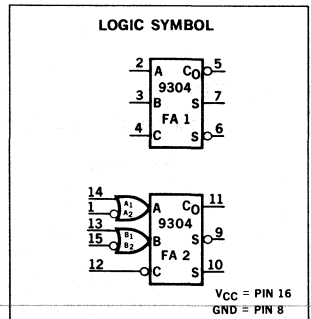 LOGIC SYMBOL
2 A CO 5
9304
3 B S 7
FA 1
4 C S 6
14 A1 A CO 11
1 A2
9304
13 B1 B S 9
15 B2
FA 2
12 C S 10
VCC = PIN 16
GND = PIN 8